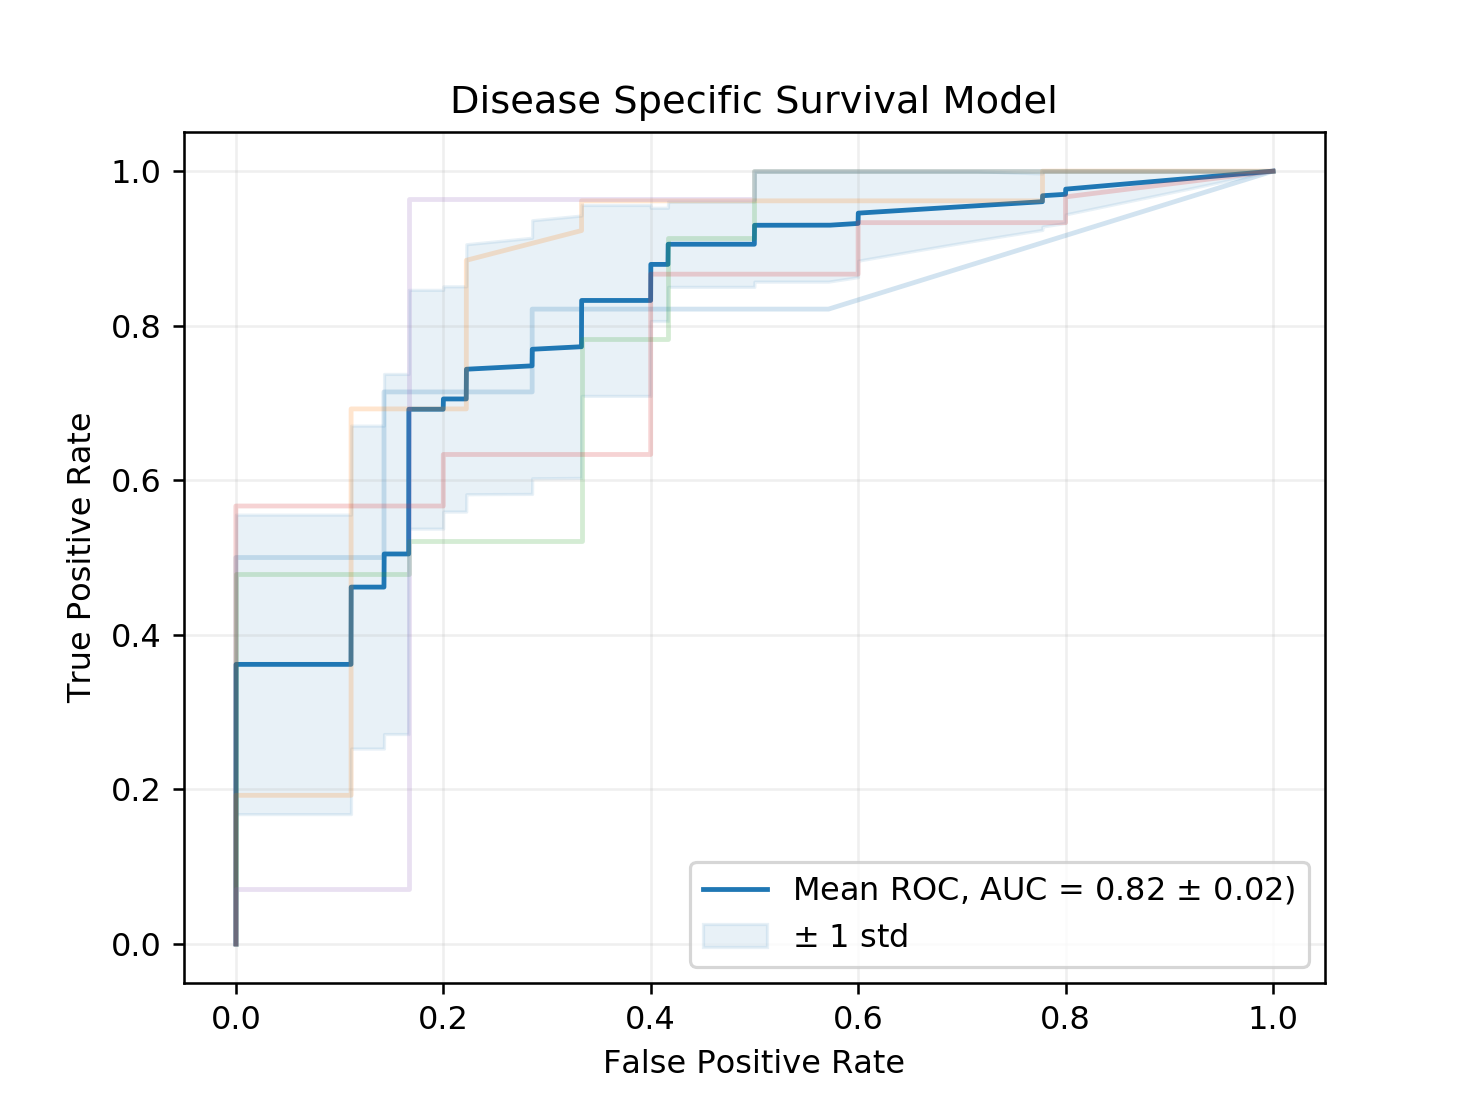 Disease Specific Survival Model
1.0
0.8
0.6
0.4
0.2
0.0
True Positive Rate
Mean ROC, AUC = 0.82 ± 0.02)
± 1 std
0.0 0.2 0.4 0.6 0.8 1.0
False Positive Rate